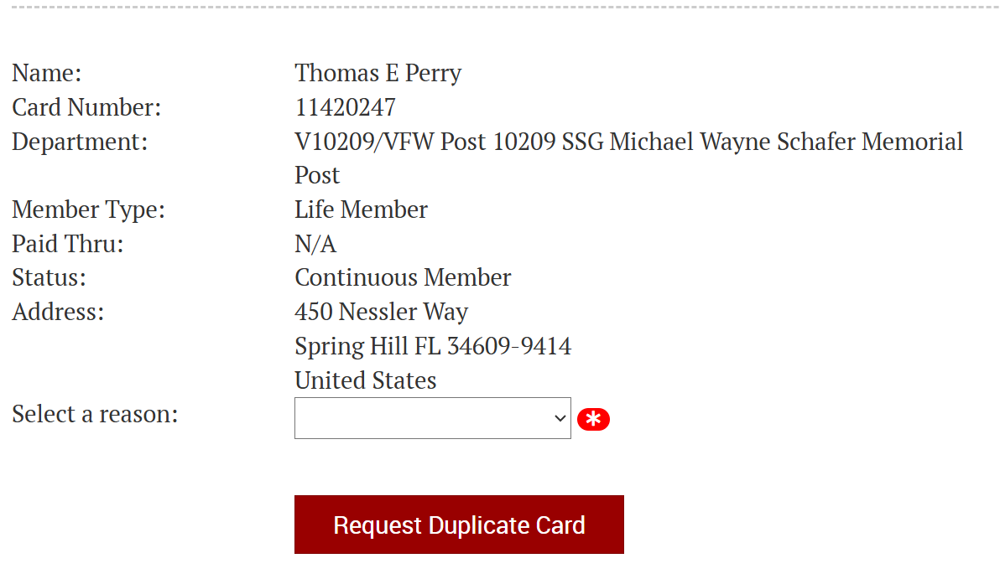 Name: Thomas E Perry
Card Number: 11420247
Department: V10209/VFW Post 10209 SSG Michael Wayne Schafer Memorial
Post
Member Type: Life Member
Paid Thru: N/A
Status: Continuous Member
Address: 450 Nessler Way
Spring Hill FL 34609-9414
United States
Select a reason: *
Request Duplicate Card